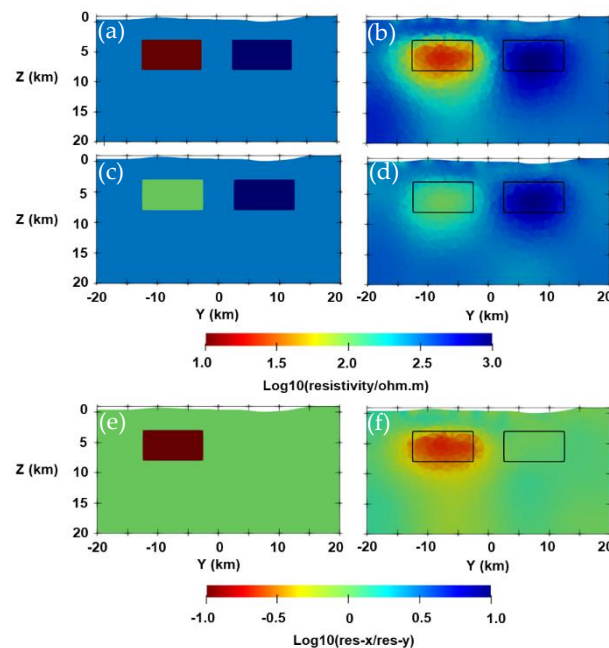 (a) (b)
0
5
Z (km) 10
15
20
(c) (d)
0
5
Z (km) 10
15
20
-20 -10 0 10 20 -10 0 10 20
Y (km) Y (km)
1.0 1.5 2.0 2.5 3.0
Log10(resistivity/ohm.m)
(e) (f)
0
5
Z (km) 10
15
20
-20 -10 0 10 20 -10 0 10 20
Y (km) Y (km)
-1.0 -0.5 0 0.5 1.0
Log10(res-x/res-y)